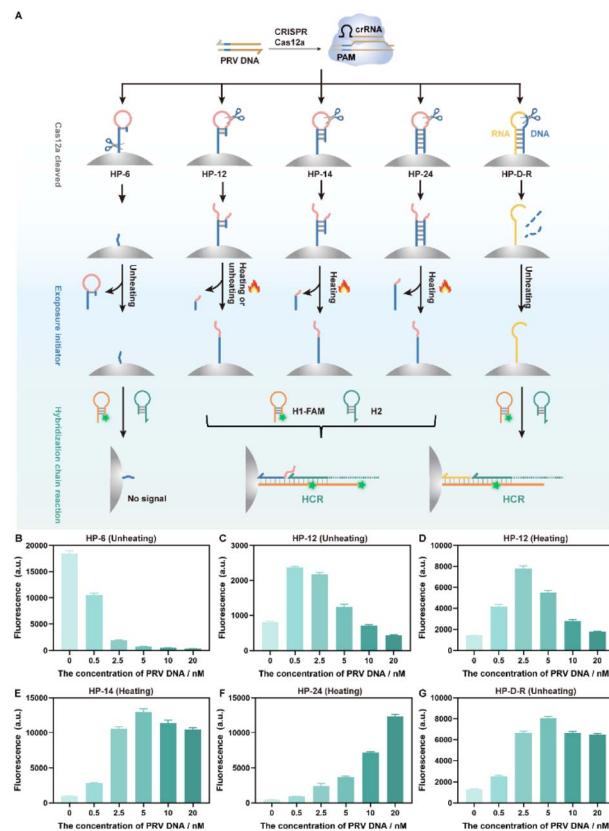 A
CRISPR
Cas12a
crRNA
PRV DNA
PAM
Cas12a cleaved
RNA
DNA
HP-6
HP-12
HP-14
HP-24
HP-D-R
Exoposure initiator
Unheating
Heating or
unheating
Heating
Heating
Unheating
Hybridization chain reaction
H1-FAM
H2
No signal
HCR
HCR
B
HP-6 (Unheating)
Fluorescence (a.u.)
20000
15000
10000
5000
0
0 0.5 2.5 5 10 20
The concentration of PRV DNA / nM
C
HP-12 (Unheating)
Fluorescence (a.u.)
3000
2000
1000
0
0 0.5 2.5 5 10 20
The concentration of PRV DNA / nM
D
HP-12 (Heating)
Fluorescence (a.u.)
10000
8000
6000
4000
2000
0
0 0.5 2.5 5 10 20
The concentration of PRV DNA / nM
E
HP-14 (Heating)
Fluorescence (a.u.)
15000
10000
5000
0
0 0.5 2.5 5 10 20
The concentration of PRV DNA / nM
F
HP-24 (Heating)
Fluorescence (a.u.)
15000
10000
5000
0
0 0.5 2.5 5 10 20
The concentration of PRV DNA / nM
G
HP-D-R (Unheating)
Fluorescence (a.u.)
10000
8000
6000
4000
2000
0
0 0.5 2.5 5 10 20
The concentration of PRV DNA / nM